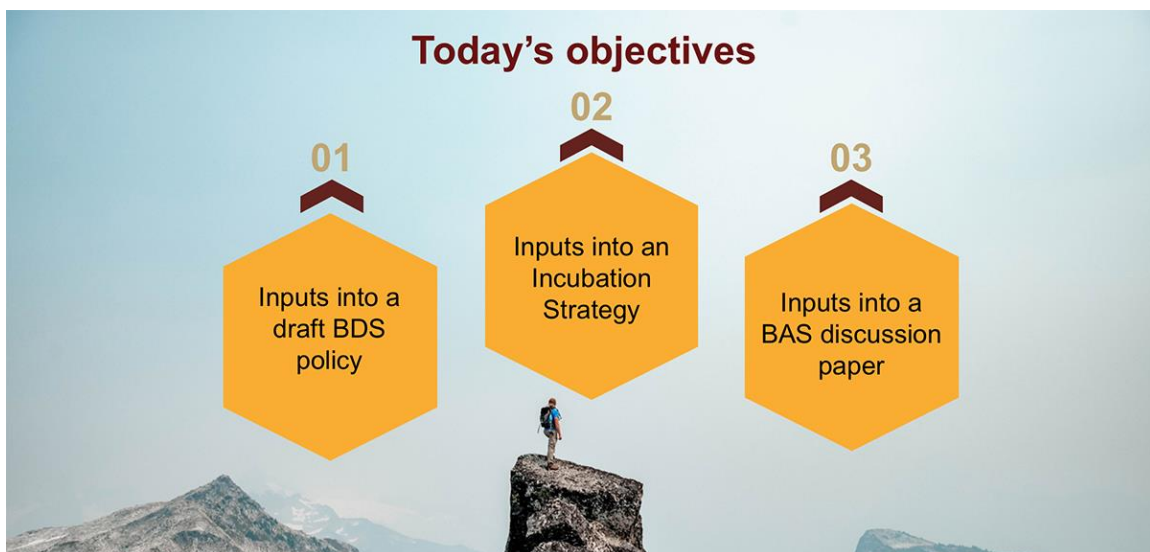 Today’s objectives
01
Inputs into a
draft BDS
policy
02
Inputs into an
Incubation
Strategy
03
Inputs into a
BAS discussion
paper